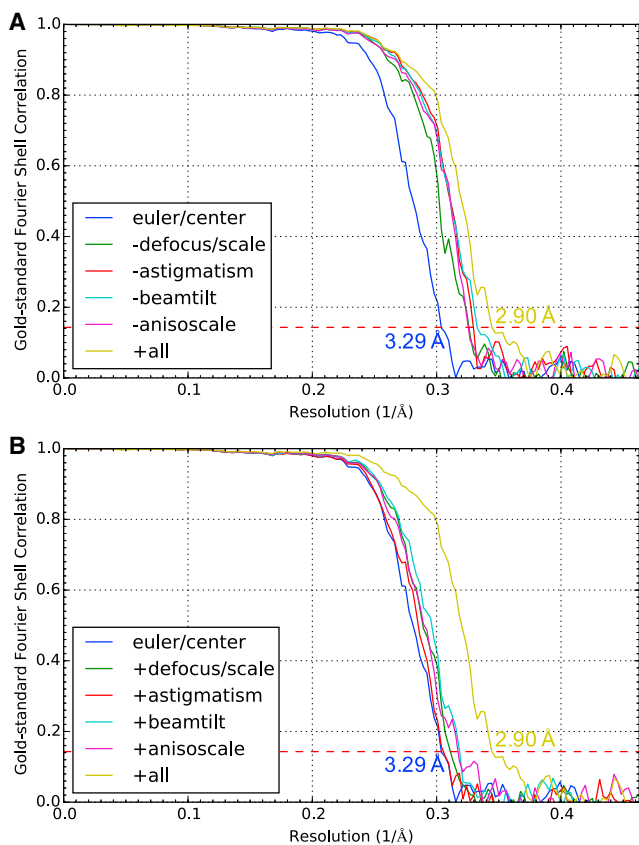 A
1.0
0.8
0.6
0.4
0.2
0.0
Gold-standard Fourier Shell Correlation
euler/center
-defocus/scale
-astigmatism
-beamtilt
-anisoscale
+all
2.90 Å
3.29 Å
0.0 0.1 0.2 0.3 0.4
Resolution (1/Å)
B
1.0
0.8
0.6
0.4
0.2
0.0
Gold-standard Fourier Shell Correlation
euler/center
+defocus/scale
+astigmatism
+beamtilt
+anisoscale
+all
2.90 Å
3.29 Å
0.0 0.1 0.2 0.3 0.4
Resolution (1/Å)